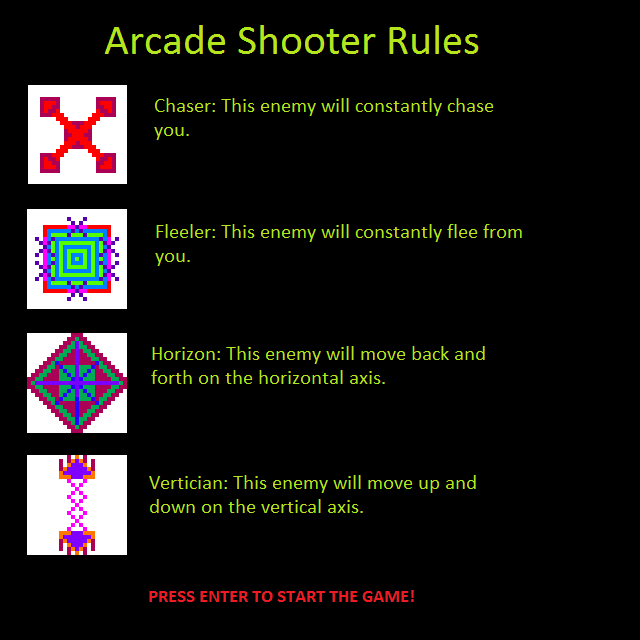 Arcade Shooter Rules
Chaser: This enemy will constantly chase
you.
Fleeler: This enemy will constantly flee from
you.
Horizon: This enemy will move back and
forth on the horizontal axis.
Vertician: This enemy will move up and
down on the vertical axis.
PRESS ENTER TO START THE GAME!